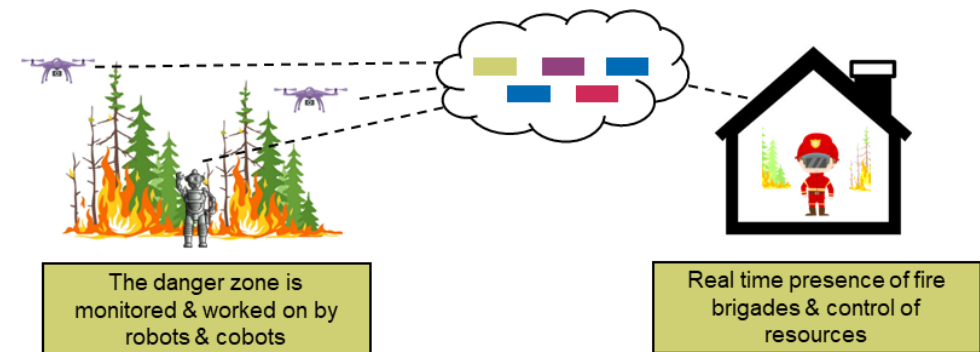 The danger zone is
monitored & worked on by
robots & cobots
Real time presence of fire
brigades & control of
resources